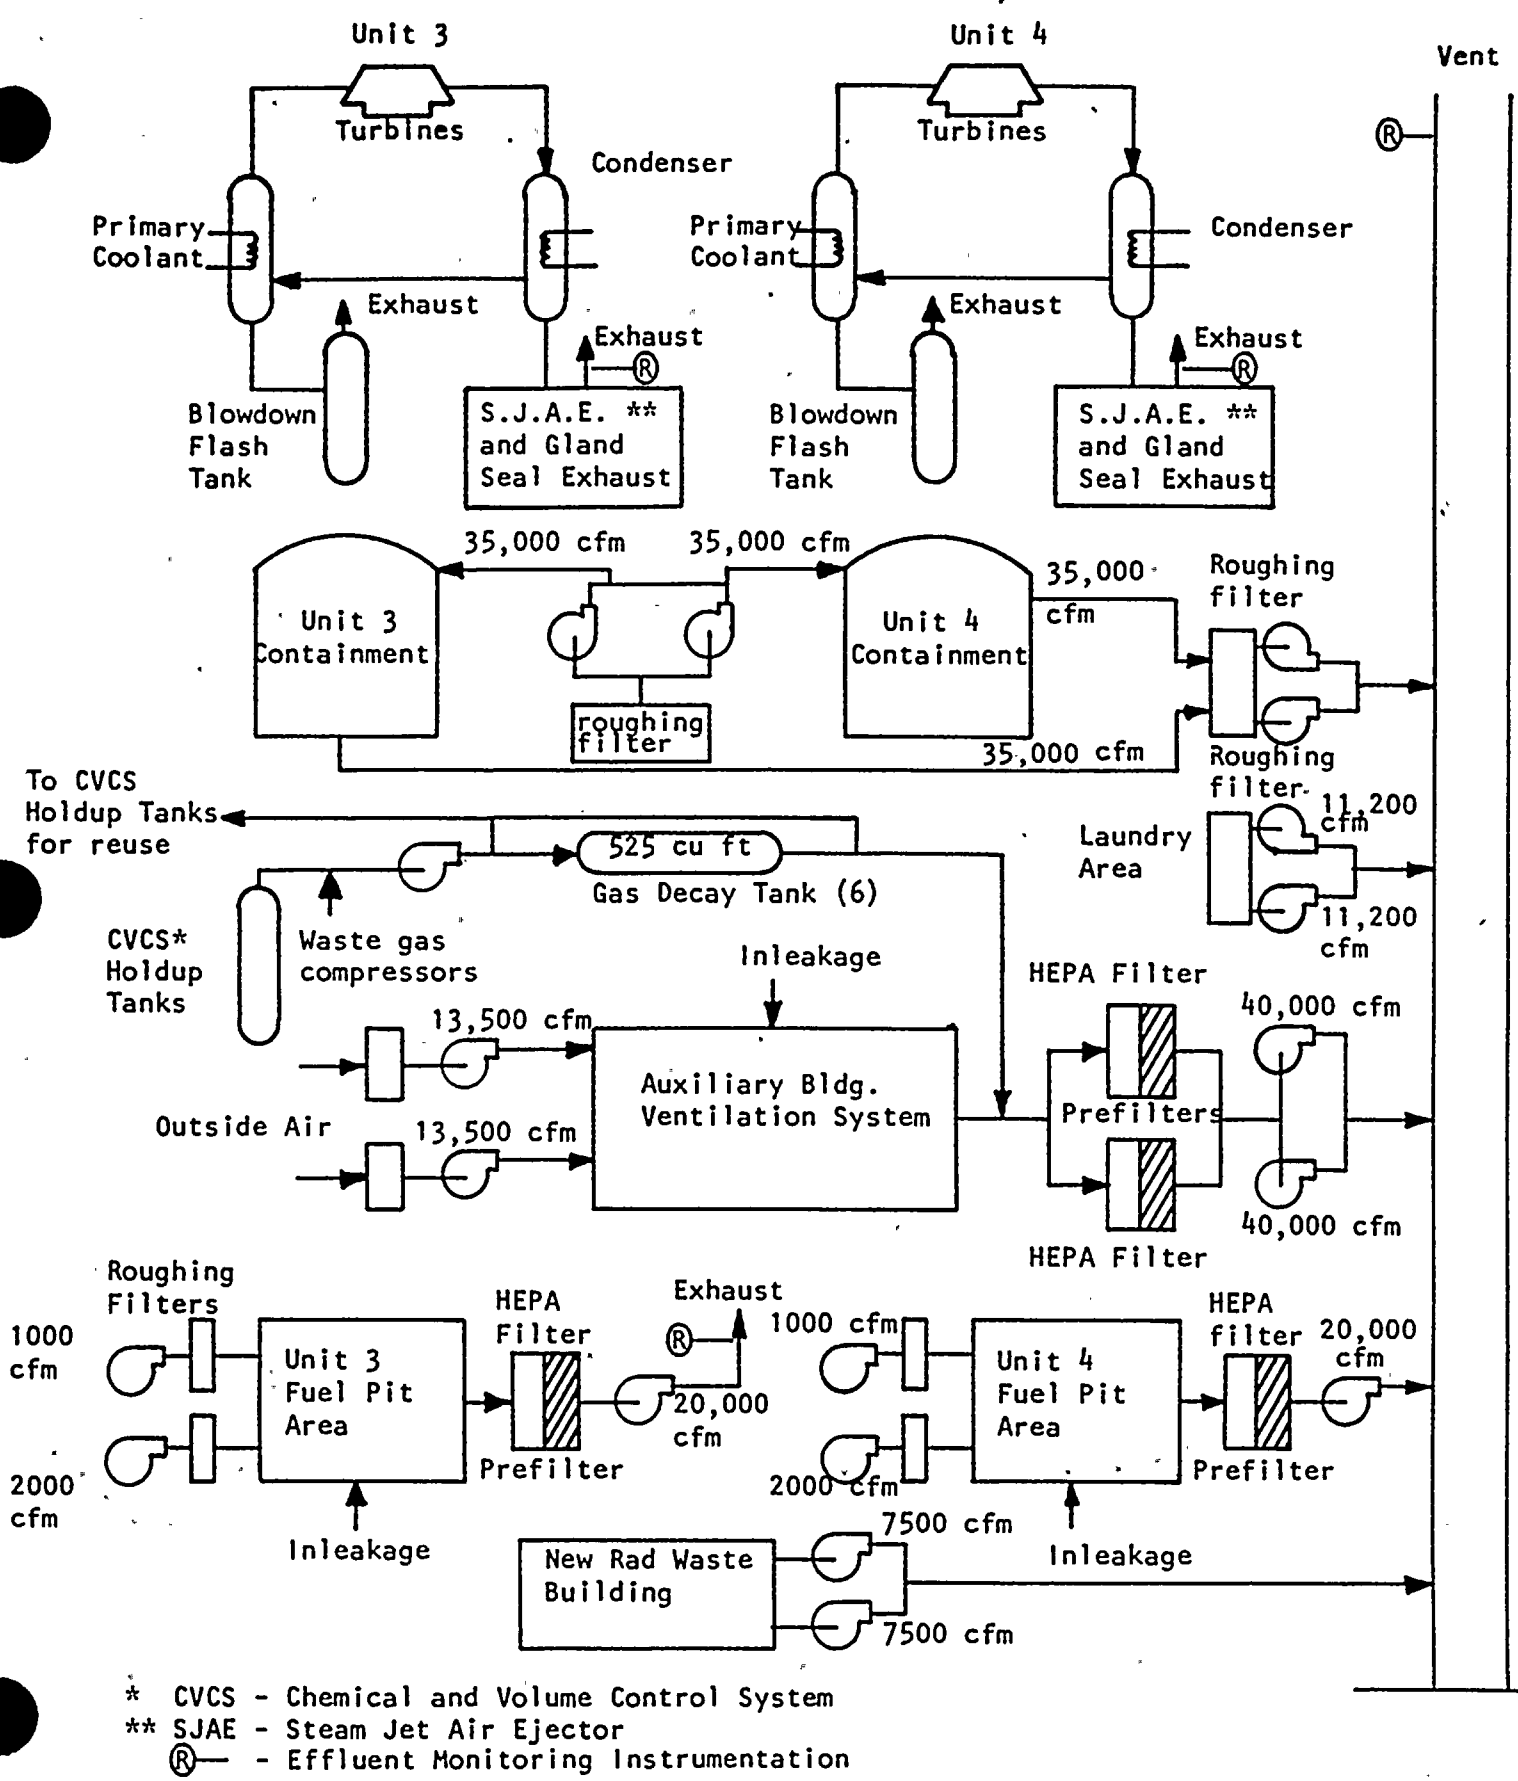 Unit 3
Unit 4
Vent
Turbines
Turbines
R
Condenser
Primary
Coolant
Primary
Coolant
Condenser
Exhaust
Exhaust
Exhaust
R
Exhaust
R
Blowdown
Flash
Tank
S.J.A.E. **
and Gland
Seal Exhaust
Blowdown
Flash
Tank
S.J.A.E. **
and Gland
Seal Exhaust
35,000 cfm
35,000 cfm
35,000
cfm
Roughing
filter
Unit 3
Containment
Unit 4
Containment
roughing
filter
35,000 cfm
Roughing
filter
To CVCS
Holdup Tanks
for reuse
11,200
cfm
Laundry
Area
525 cu ft
Gas Decay Tank (6)
11,200
cfm
CVCS*
Holdup
Tanks
Waste gas
compressors
Inleakage
HEPA Filter
40,000 cfm
13,500 cfm
Auxiliary Bldg.
Ventilation System
Prefilters
Outside Air
13,500 cfm
40,000 cfm
HEPA Filter
Roughing
Filters
1000
cfm
Unit 3
Fuel Pit
Area
HEPA
Filter
Exhaust
R
20,000
cfm
1000 cfm
Unit 4
Fuel Pit
Area
HEPA
filter
20,000
cfm
2000
cfm
Prefilter
2000 cfm
Prefilter
Inleakage
7500 cfm
Inleakage
New Rad Waste
Building
7500 cfm
* CVCS - Chemical and Volume Control System
** SJAE - Steam Jet Air Ejector
R - Effluent Monitoring Instrumentation